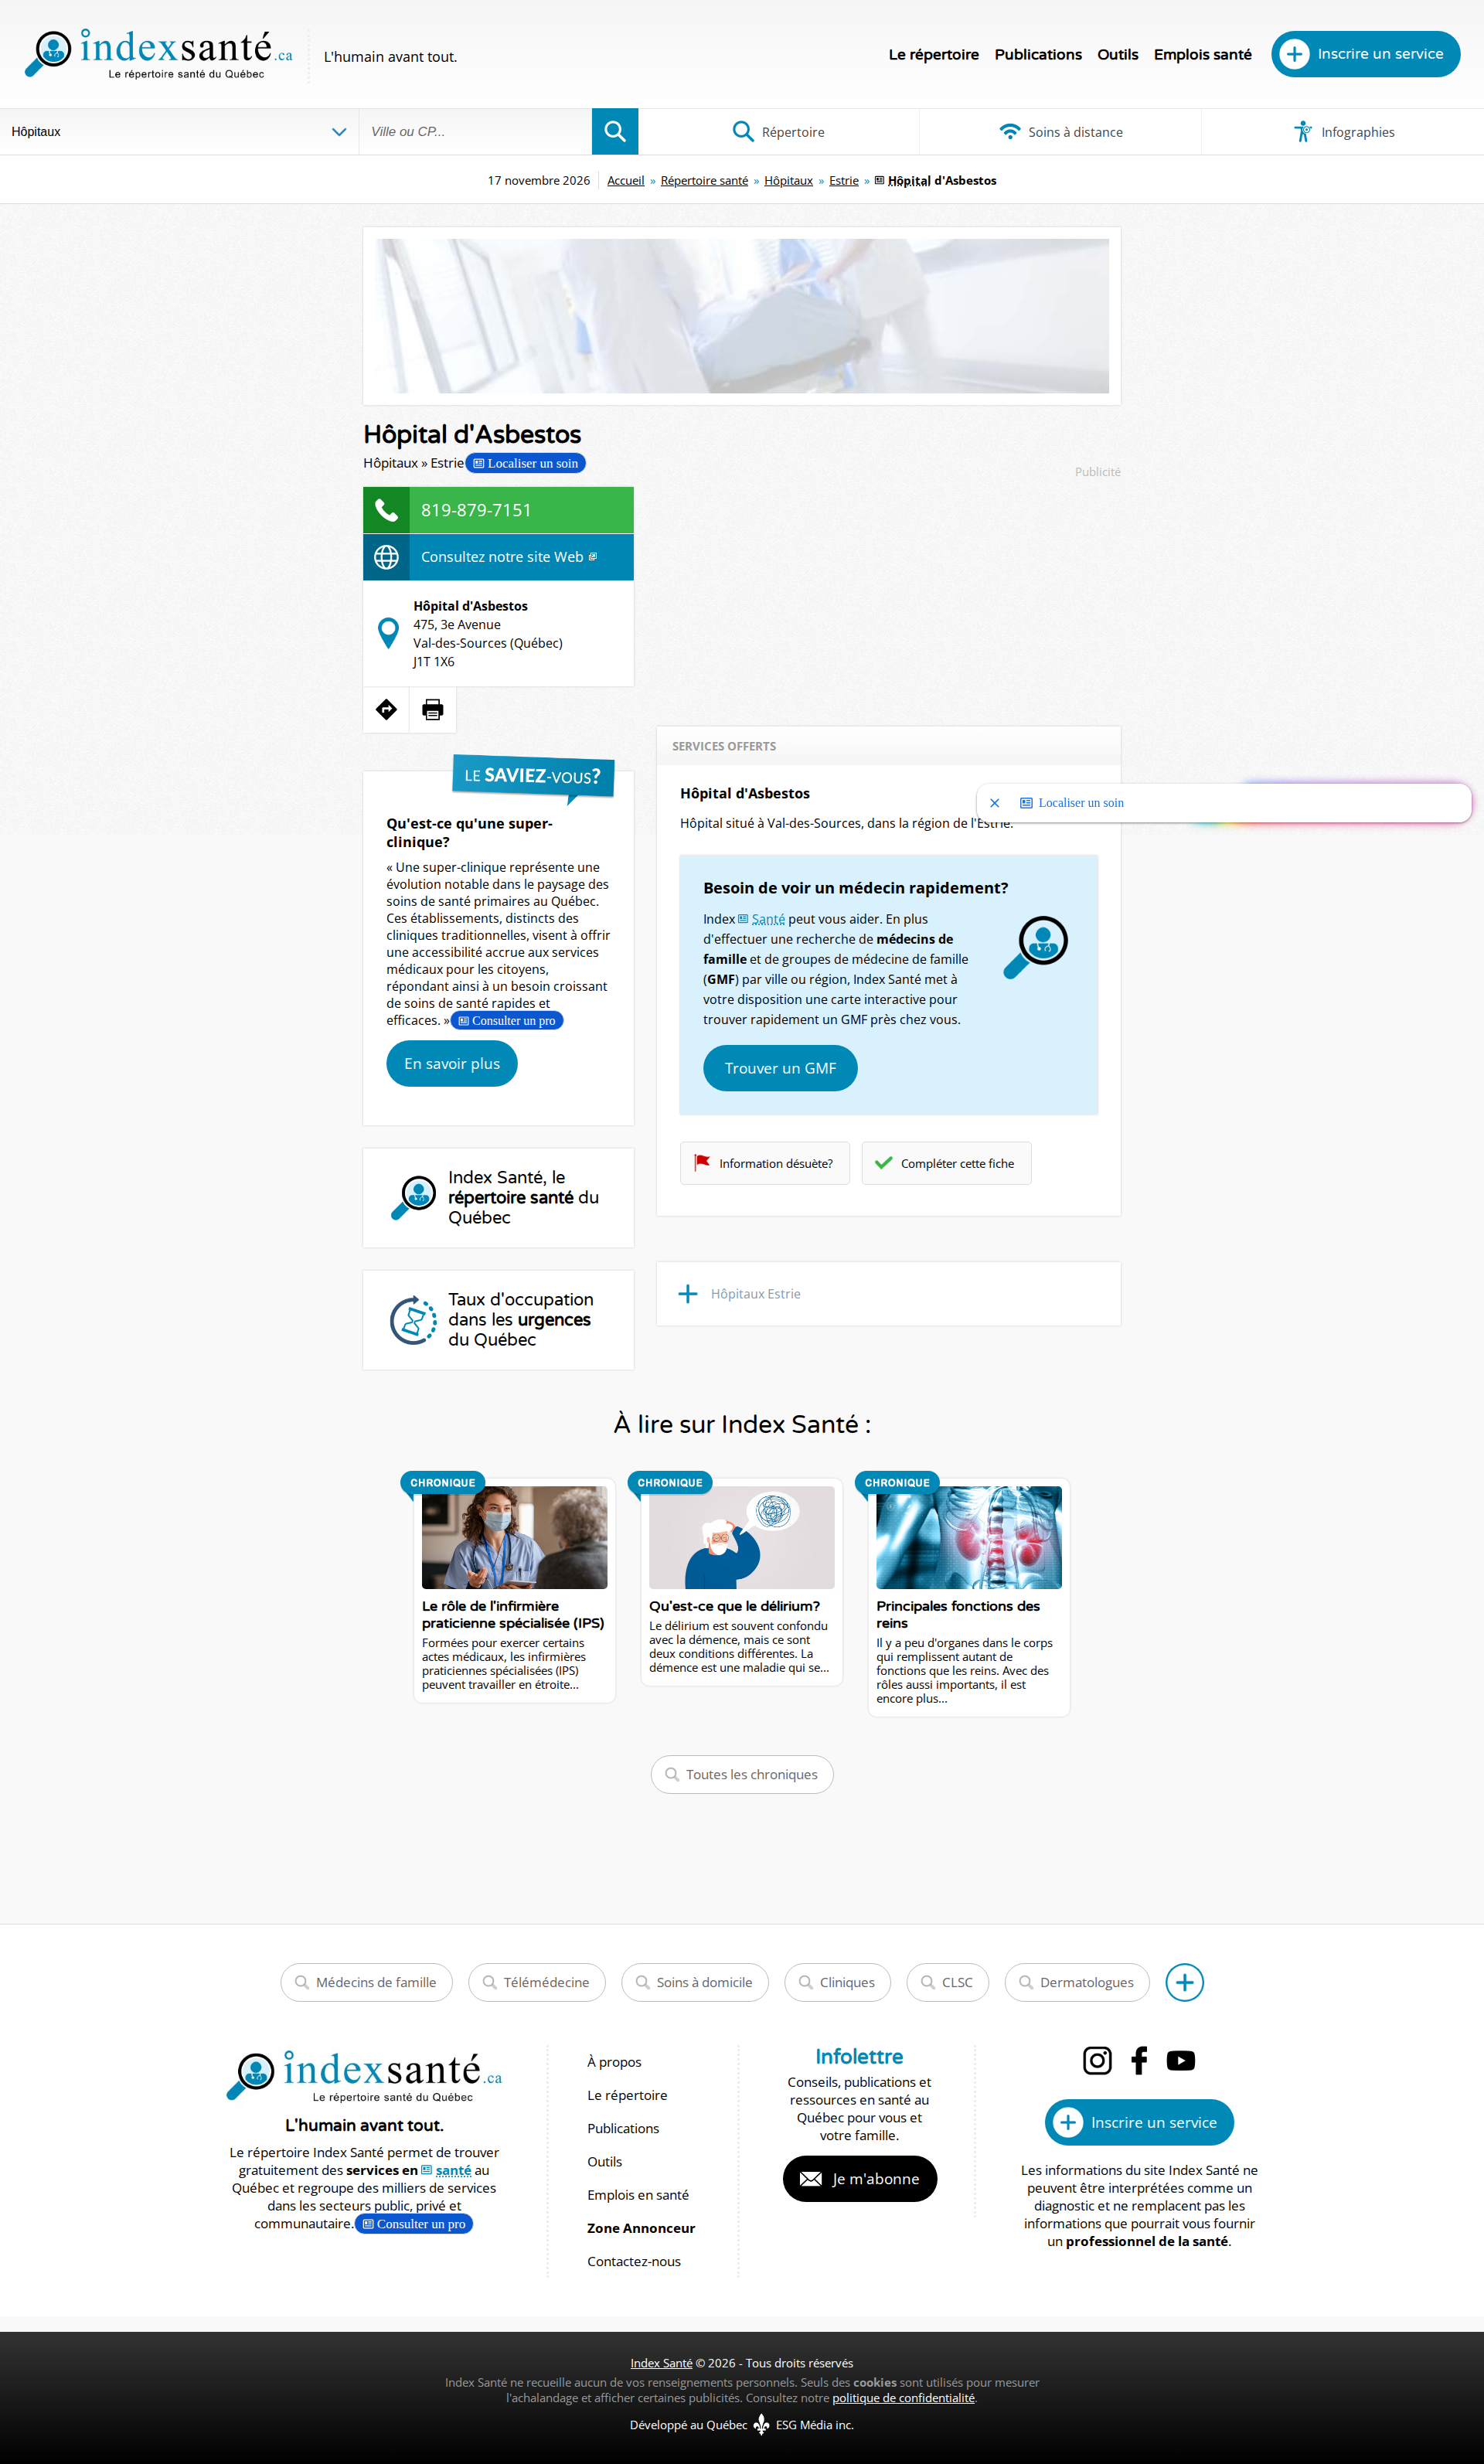 indexsanté.ca
Le répertoire santé du Québec
L'humain avant tout.
Le répertoire
Publications
Outils
Emplois santé
Inscrire un service
Hôpitaux
Ville ou CP...
Répertoire
Soins à distance
Infographies
17 novembre 2026
Accueil » Répertoire santé » Hôpitaux » Estrie » Hôpital d'Asbestos
Hôpital d'Asbestos
Hôpitaux » Estrie Localiser un soin
Publicité
819-879-7151
Consultez notre site Web
Hôpital d'Asbestos
475, 3e Avenue
Val-des-Sources (Québec)
J1T 1X6
LE SAVIEZ-VOUS?
Qu'est-ce qu'une super-
clinique?
« Une super-clinique représente une
évolution notable dans le paysage des
soins de santé primaires au Québec.
Ces établissements, distincts des
cliniques traditionnelles, visent à offrir
une accessibilité accrue aux services
médicaux pour les citoyens,
répondant ainsi à un besoin croissant
de soins de santé rapides et
efficaces. » Consulter un pro
En savoir plus
Index Santé, le
répertoire santé du
Québec
Taux d'occupation
dans les urgences
du Québec
SERVICES OFFERTS
Hôpital d'Asbestos
Localiser un soin
Hôpital situé à Val-des-Sources, dans la région de l'Estrie.
Besoin de voir un médecin rapidement?
Index Santé peut vous aider. En plus
d'effectuer une recherche de médecins de
famille et de groupes de médecine de famille
(GMF) par ville ou région, Index Santé met à
votre disposition une carte interactive pour
trouver rapidement un GMF près chez vous.
Trouver un GMF
Information désuète?
Compléter cette fiche
Hôpitaux Estrie
À lire sur Index Santé :
CHRONIQUE
Le rôle de l'infirmière
praticienne spécialisée (IPS)
Formées pour exercer certains
actes médicaux, les infirmières
praticiennes spécialisées (IPS)
peuvent travailler en étroite...
CHRONIQUE
Qu'est-ce que le délirium?
Le délirium est souvent confondu
avec la démence, mais ce sont
deux conditions différentes. La
démence est une maladie qui se...
CHRONIQUE
Principales fonctions des
reins
Il y a peu d'organes dans le corps
qui remplissent autant de
fonctions que les reins. Avec des
rôles aussi importants, il est
encore plus...
Toutes les chroniques
Médecins de famille
Télémédecine
Soins à domicile
Cliniques
CLSC
Dermatologues
indexsanté.ca
Le répertoire santé du Québec
L'humain avant tout.
Le répertoire Index Santé permet de trouver
gratuitement des services en santé au
Québec et regroupe des milliers de services
dans les secteurs public, privé et
communautaire. Consulter un pro
À propos
Le répertoire
Publications
Outils
Emplois en santé
Zone Annonceur
Contactez-nous
Infolettre
Conseils, publications et
ressources en santé au
Québec pour vous et
votre famille.
Je m'abonne
Inscrire un service
Les informations du site Index Santé ne
peuvent être interprétées comme un
diagnostic et ne remplacent pas les
informations que pourrait vous fournir
un professionnel de la santé.
Index Santé © 2026 - Tous droits réservés
Index Santé ne recueille aucun de vos renseignements personnels. Seuls des cookies sont utilisés pour mesurer
l'achalandage et afficher certaines publicités. Consultez notre politique de confidentialité.
Développé au Québec ESG Média inc.